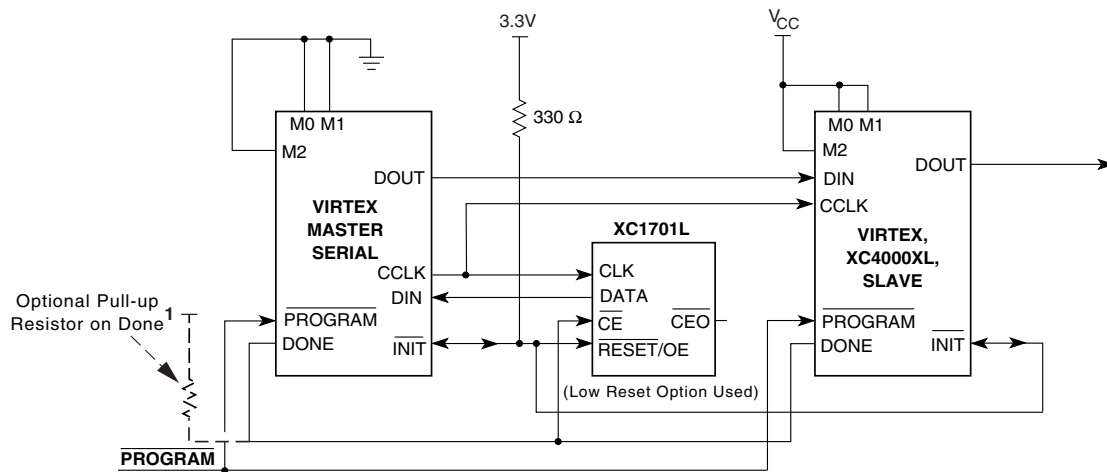 3.3V
VCC
330 Ω
M0 M1
M2
DOUT
VIRTEX
MASTER
SERIAL
CCLK
DIN
PROGRAM
DONE
INIT
XC1701L
CLK
DATA
CE
CEO
RESET/OE
(Low Reset Option Used)
M0 M1
M2
DOUT
DIN
CCLK
VIRTEX,
XC4000XL,
SLAVE
PROGRAM
DONE
INIT
Optional Pull-up
Resistor on Done1
PROGRAM